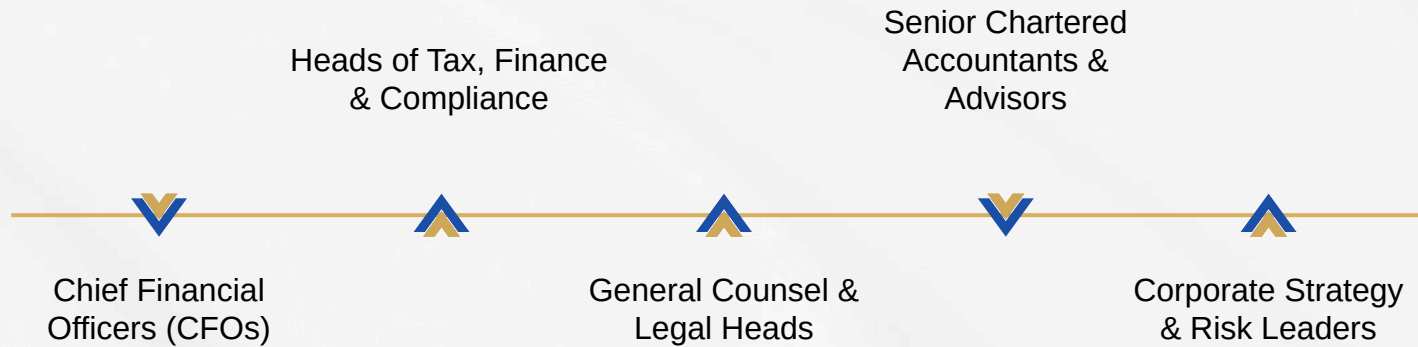 Senior Chartered
Accountants &
Advisors
Heads of Tax, Finance
& Compliance
Chief Financial
Officers (CFOs)
General Counsel &
Legal Heads
Corporate Strategy
& Risk Leaders